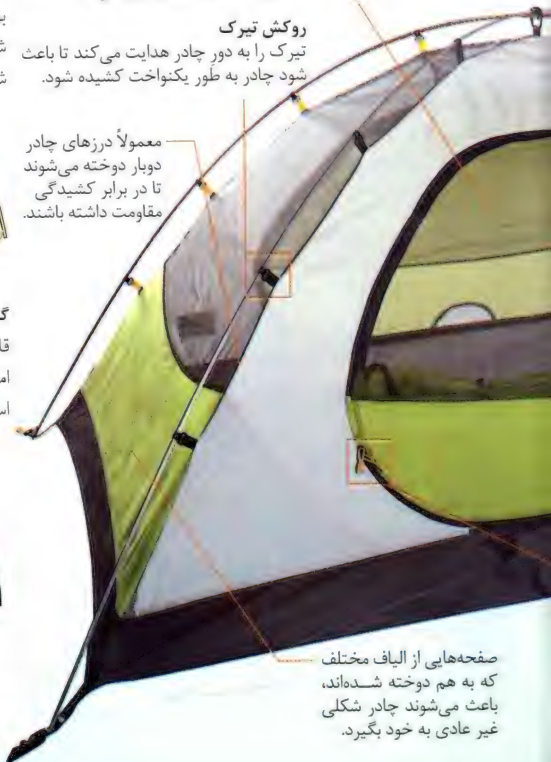 روکش تیرک
تیرک را به دورِ چادر هدایت می‌کند تا باعث
شود چادر به طور یکنواخت کشیده شود.
معمولاً درزهای چادر
دوبار دوخته می‌شوند
تا در برابر کشیدگی
مقاومت داشته باشند.
صفحه‌هایی از الیاف مختلف
که به هم دوخته شده‌اند،
باعث می‌شوند چادر شکلی
غیر عادی به خود بگیرد.